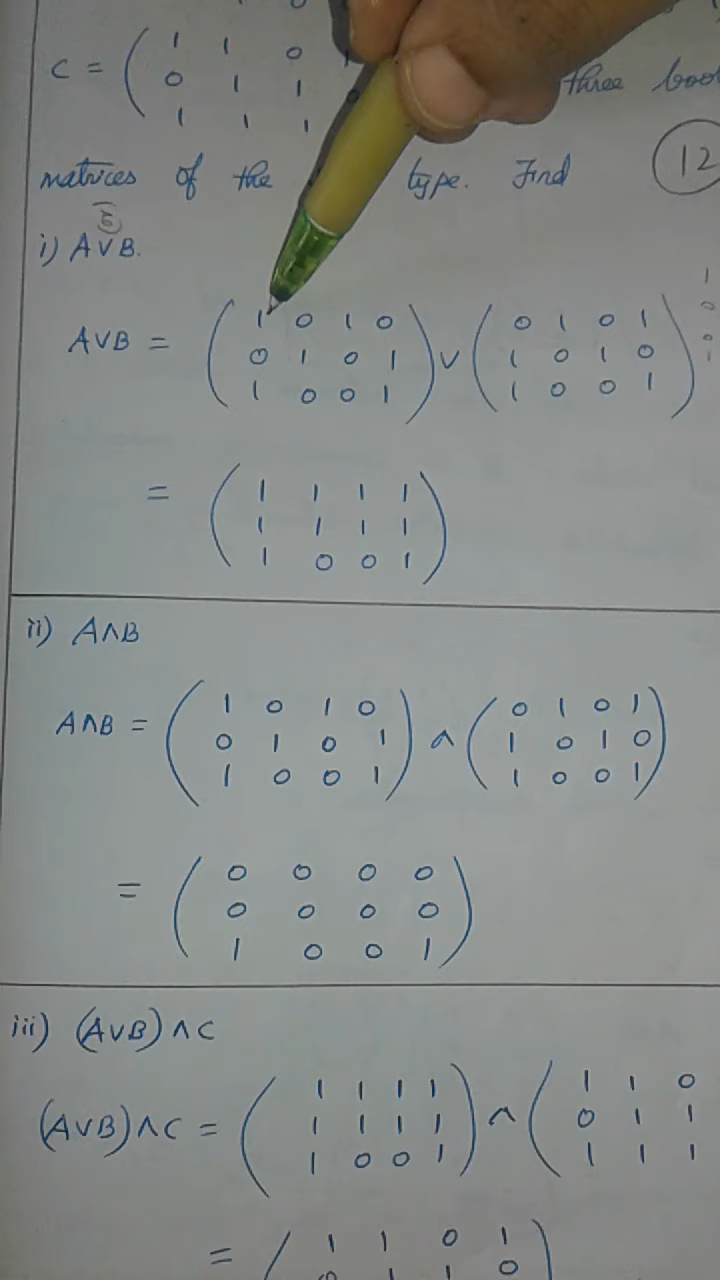 C = ( 1 1 0
0 1 1
1 1 1
three
matrices of the type. Find 12
i) A∨B.
A∨B = ( 1 0 1 0 ) ∨ ( 0 1 0 1 )
0 1 0 1 1 0 1 0
1 0 0 1 1 0 0 1
= ( 1 1 1 1 )
1 1 1 1
1 0 0 1
ii) A∧B
A∧B = ( 1 0 1 0 ) ∧ ( 0 1 0 1 )
0 1 0 1 1 0 1 0
1 0 0 1 1 0 0 1
= ( 0 0 0 0 )
0 0 0 0
1 0 0 1
iii) (A∨B) ∧ C
(A∨B) ∧ C = ( 1 1 1 1 ) ∧ ( 1 1 0
1 1 1 1 0 1 1
1 0 0 1 1 1 1
= ( 1 1 0 1 )